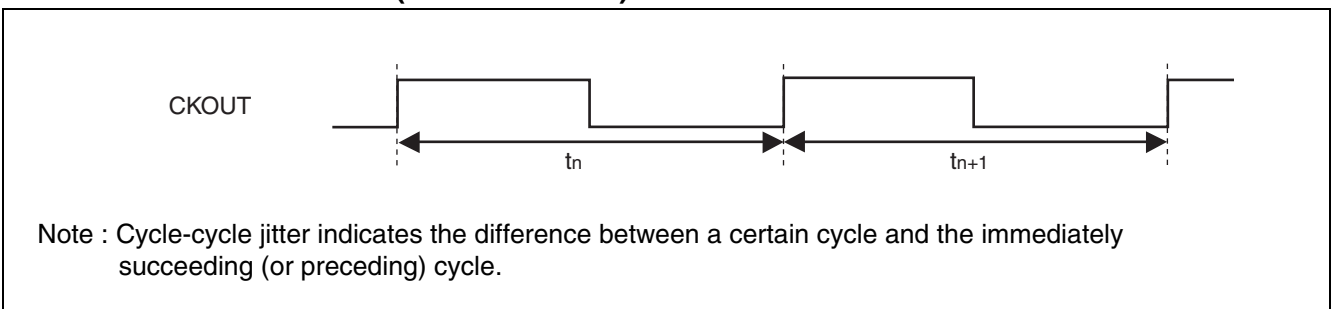 CKOUT
tn
tn+1
Note : Cycle-cycle jitter indicates the difference between a certain cycle and the immediately
succeeding (or preceding) cycle.